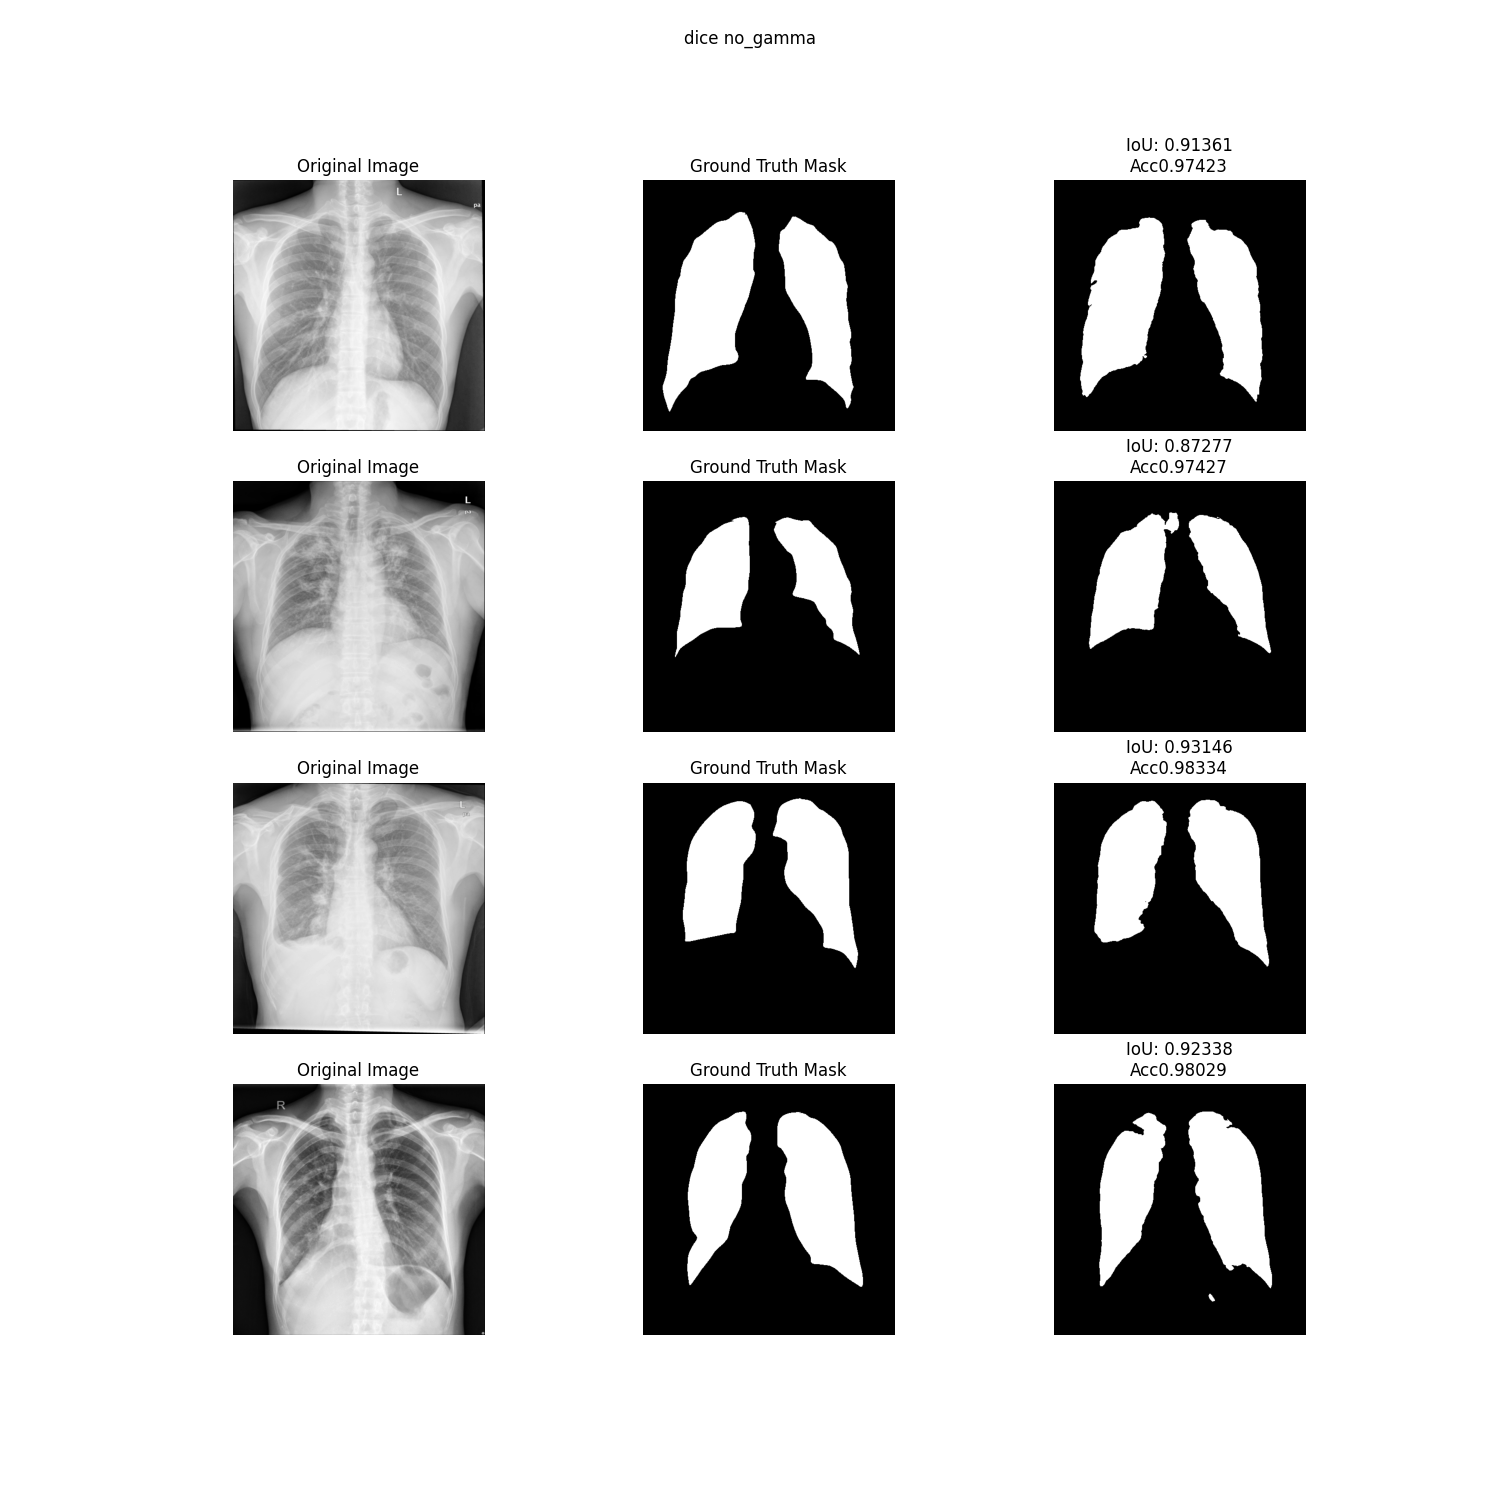 dice no_gamma
Original Image
Ground Truth Mask
IoU: 0.91361
Acc0.97423
L
pa
Original Image
Ground Truth Mask
IoU: 0.87277
Acc0.97427
L
Original Image
Ground Truth Mask
IoU: 0.93146
Acc0.98334
L
Original Image
Ground Truth Mask
IoU: 0.92338
Acc0.98029
R